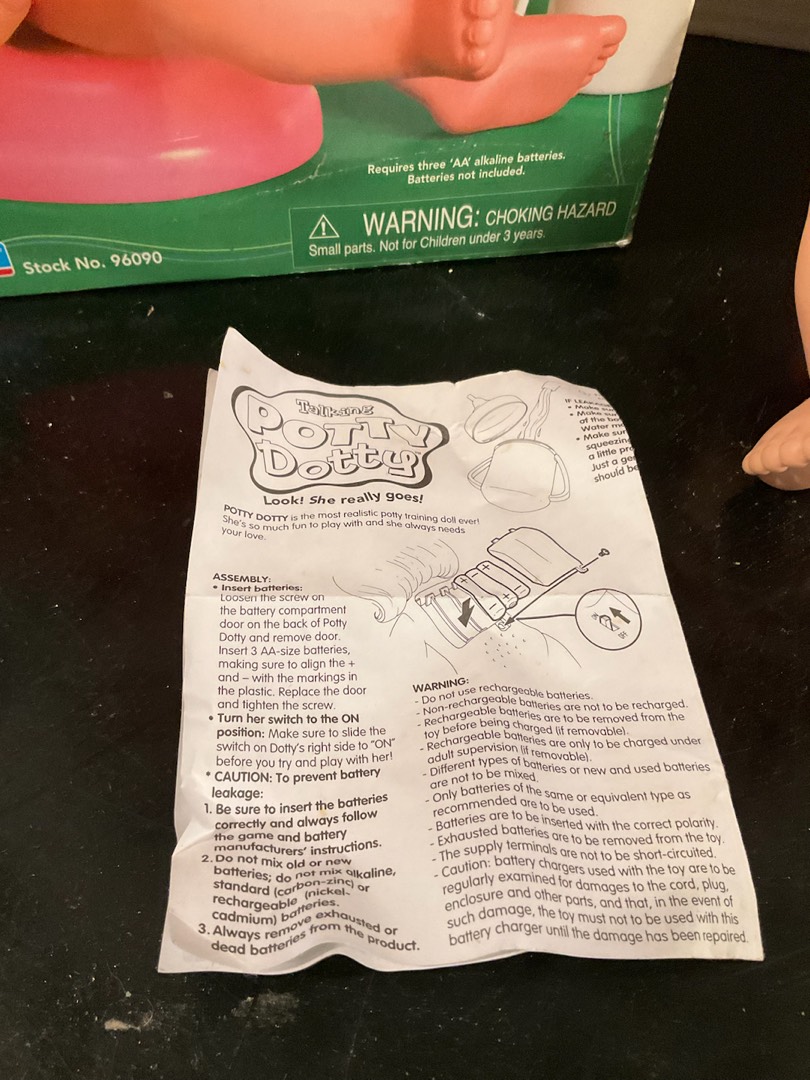 Requires three 'AA' alkaline batteries.
Batteries not included.
WARNING: CHOKING HAZARD
Small parts. Not for Children under 3 years.
Stock No. 96090
Talking
POTTY
Dotty
Look! She really goes!
POTTY DOTTY is the most realistic potty training doll ever!
She's so much fun to play with and she always needs
your love.
ASSEMBLY:
• Insert batteries:
Loosen the screw on
the battery compartment
door on the back of Potty
Dotty and remove door.
Insert 3 AA-size batteries,
making sure to align the +
and – with the markings in
the plastic. Replace the door
and tighten the screw.
• Turn her switch to the ON
position: Make sure to slide the
switch on Dotty's right side to "ON"
before you try and play with her!
• CAUTION: To prevent battery
leakage:
1. Be sure to insert the batteries
correctly and always follow
the game and battery
manufacturers' instructions.
2. Do not mix old or new
batteries; do not mix alkaline,
standard (carbon-zinc) or
rechargeable (nickel-
cadmium) batteries.
3. Always remove exhausted or
dead batteries from the product.
• Make
• Make
of the
Water
• Make
squeezing
a little
Just a
should be
ON
OFF
WARNING:
- Do not use rechargeable batteries.
- Non-rechargeable batteries are not to be recharged.
- Rechargeable batteries are to be removed from the
toy before being charged (if removable).
- Rechargeable batteries are only to be charged under
adult supervision (if removable).
- Different types of batteries or new and used batteries
are not to be mixed.
- Only batteries of the same or equivalent type as
recommended are to be used.
- Batteries are to be inserted with the correct polarity.
- Exhausted batteries are to be removed from the toy.
- The supply terminals are not to be short-circuited.
- Caution: battery chargers used with the toy are to be
regularly examined for damages to the cord, plug,
enclosure and other parts, and that, in the event of
such damage, the toy must not to be used with this
battery charger until the damage has been repaired.